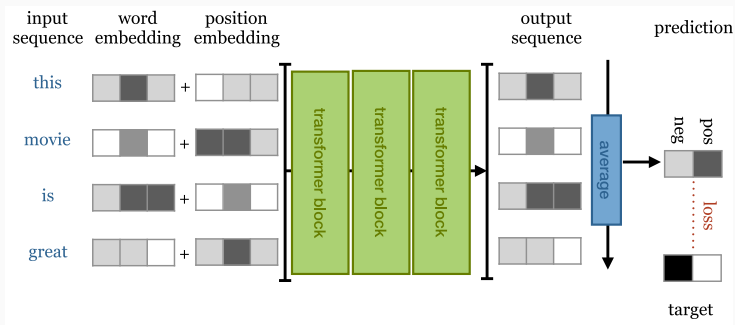 input
sequence
word
embedding
position
embedding
output
sequence
prediction
this
+
movie
+
is
+
great
+
transformer block
transformer block
transformer block
average
neg
pos
loss
target